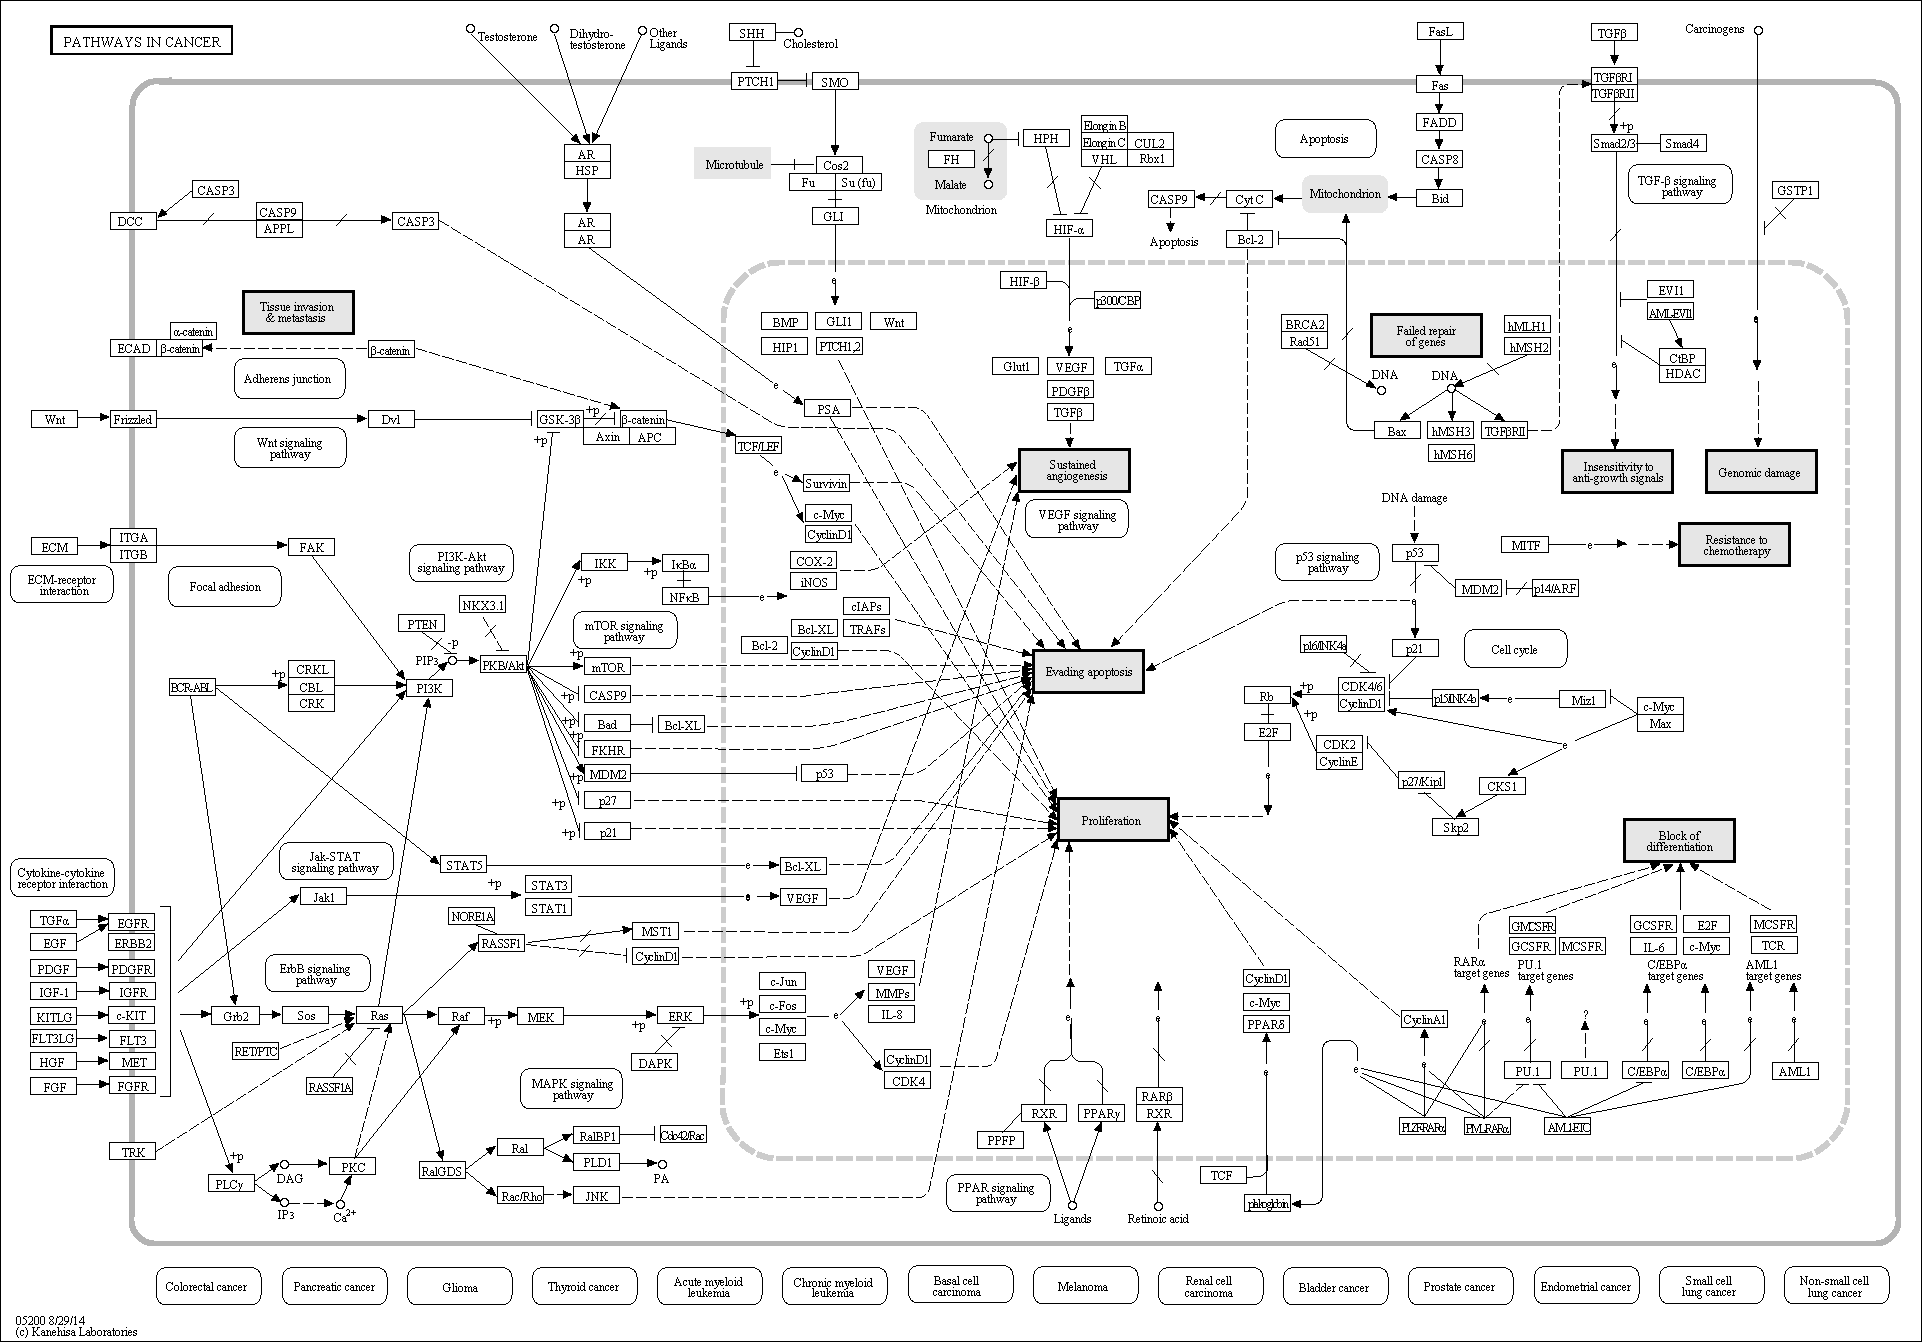 PATHWAYS IN CANCER
Testosterone
Dihydro-
testosterone
Other
Ligands
SHH
Cholesterol
PTCH1
SMO
FasL
Fas
FADD
CASP8
Bid
TGFβ
TGFβRI
TGFβRII
+p
Smad2/3
Smad4
TGF-β signaling
pathway
Carcinogens
GSTP1
AR
HSP
AR
AR
Microtubule
Cos2
Fu
Su (fu)
GLI
Fumarate
FH
Malate
Mitochondrion
HPH
Elongin B
Elongin C
CUL2
VHL
Rbx1
HIF-α
Apoptosis
CASP9
Cyt C
Mitochondrion
Apoptosis
Bcl-2
CASP3
DCC
CASP9
APPL
CASP3
Tissue invasion
& metastasis
α-catenin
ECAD
β-catenin
β-catenin
Adherens junction
Wnt
Frizzled
Dvl
GSK-3β
+p
β-catenin
Axin
APC
+p
Wnt signaling
pathway
TCF/LEF
e
e
BMP
GLI1
Wnt
HIP1
PTCH1,2
e
PSA
Survivin
c-Myc
CyclinD1
HIF-β
p300/CBP
e
Glut1
VEGF
TGFα
PDGFβ
TGFβ
Sustained
angiogenesis
VEGF signaling
pathway
BRCA2
Rad51
DNA
Failed repair
of genes
hMLH1
hMSH2
DNA
Bax
hMSH3
TGFβRII
hMSH6
EVI1
AML-EVI1
CtBP
HDAC
e
e
Insensitivity to
anti-growth signals
Genomic damage
DNA damage
p53
p53 signaling
pathway
MDM2
p14/ARF
e
p21
MITF
e
Resistance to
chemotherapy
ECM
ITGA
ITGB
FAK
ECM-receptor
interaction
Focal adhesion
PI3K-Akt
signaling pathway
NKX3.1
PTEN
-p
PIP3
PKB/Akt
IKK
+p
+p
IκBα
NFκB
e
COX-2
iNOS
mTOR signaling
pathway
cIAPs
Bcl-XL
TRAFs
Bcl-2
CyclinD1
+p
mTOR
+p
CASP9
+p
Bad
Bcl-XL
+p
FKHR
+p
MDM2
p53
+p
p27
+p
p21
Evading apoptosis
Proliferation
BCR-ABL
+p
CRKL
CBL
CRK
PI3K
p16/INK4a
Cell cycle
Rb
+p
CDK4/6
CyclinD1
p15/INK4b
e
Miz1
c-Myc
Max
E2F
+p
CDK2
CyclinE
e
p27/Kip1
CKS1
e
Skp2
Block of
differentiation
Cytokine-cytokine
receptor interaction
Jak-STAT
signaling pathway
STAT5
e
Bcl-XL
Jak1
+p
STAT3
STAT1
e
VEGF
NORE1A
RASSF1
MST1
CyclinD1
TGFα
EGFR
EGF
ERBB2
PDGF
PDGFR
IGF-1
IGFR
KITLG
c-KIT
FLT3LG
FLT3
HGF
MET
FGF
FGFR
ErbB signaling
pathway
Grb2
Sos
Ras
Raf
+p
MEK
+p
ERK
+p
RET/PTC
RASSF1A
DAPK
MAPK signaling
pathway
c-Jun
c-Fos
c-Myc
Ets1
e
VEGF
MMPs
IL-8
CyclinD1
CDK4
TRK
+p
PLCγ
DAG
IP3
PKC
Ca2+
RalGDS
Ral
RalBP1
Cdc42/Rac
PLD1
PA
Rac/Rho
JNK
e
RXR
PPARγ
PPFP
PPAR signaling
pathway
Ligands
e
RARβ
RXR
Retinoic acid
CyclinD1
c-Myc
PPARδ
e
TCF
CyclinA1
e
e
RARα
target genes
GMCSFR
GCSFR
MCSFR
PU.1
target genes
GCSFR
E2F
IL-6
c-Myc
C/EBPα
target genes
MCSFR
TCR
AML1
target genes
e
e
?
e
e
e
e
PU.1
PU.1
C/EBPα
C/EBPα
AML1
PLZF-RARα
PML-RARα
AML1-ETO
Colorectal cancer
Pancreatic cancer
Glioma
Thyroid cancer
Acute myeloid
leukemia
Chronic myeloid
leukemia
Basal cell
carcinoma
Melanoma
Renal cell
carcinoma
Bladder cancer
Prostate cancer
Endometrial cancer
Small cell
lung cancer
Non-small cell
lung cancer
05200 8/29/14
(c) Kanehisa Laboratories